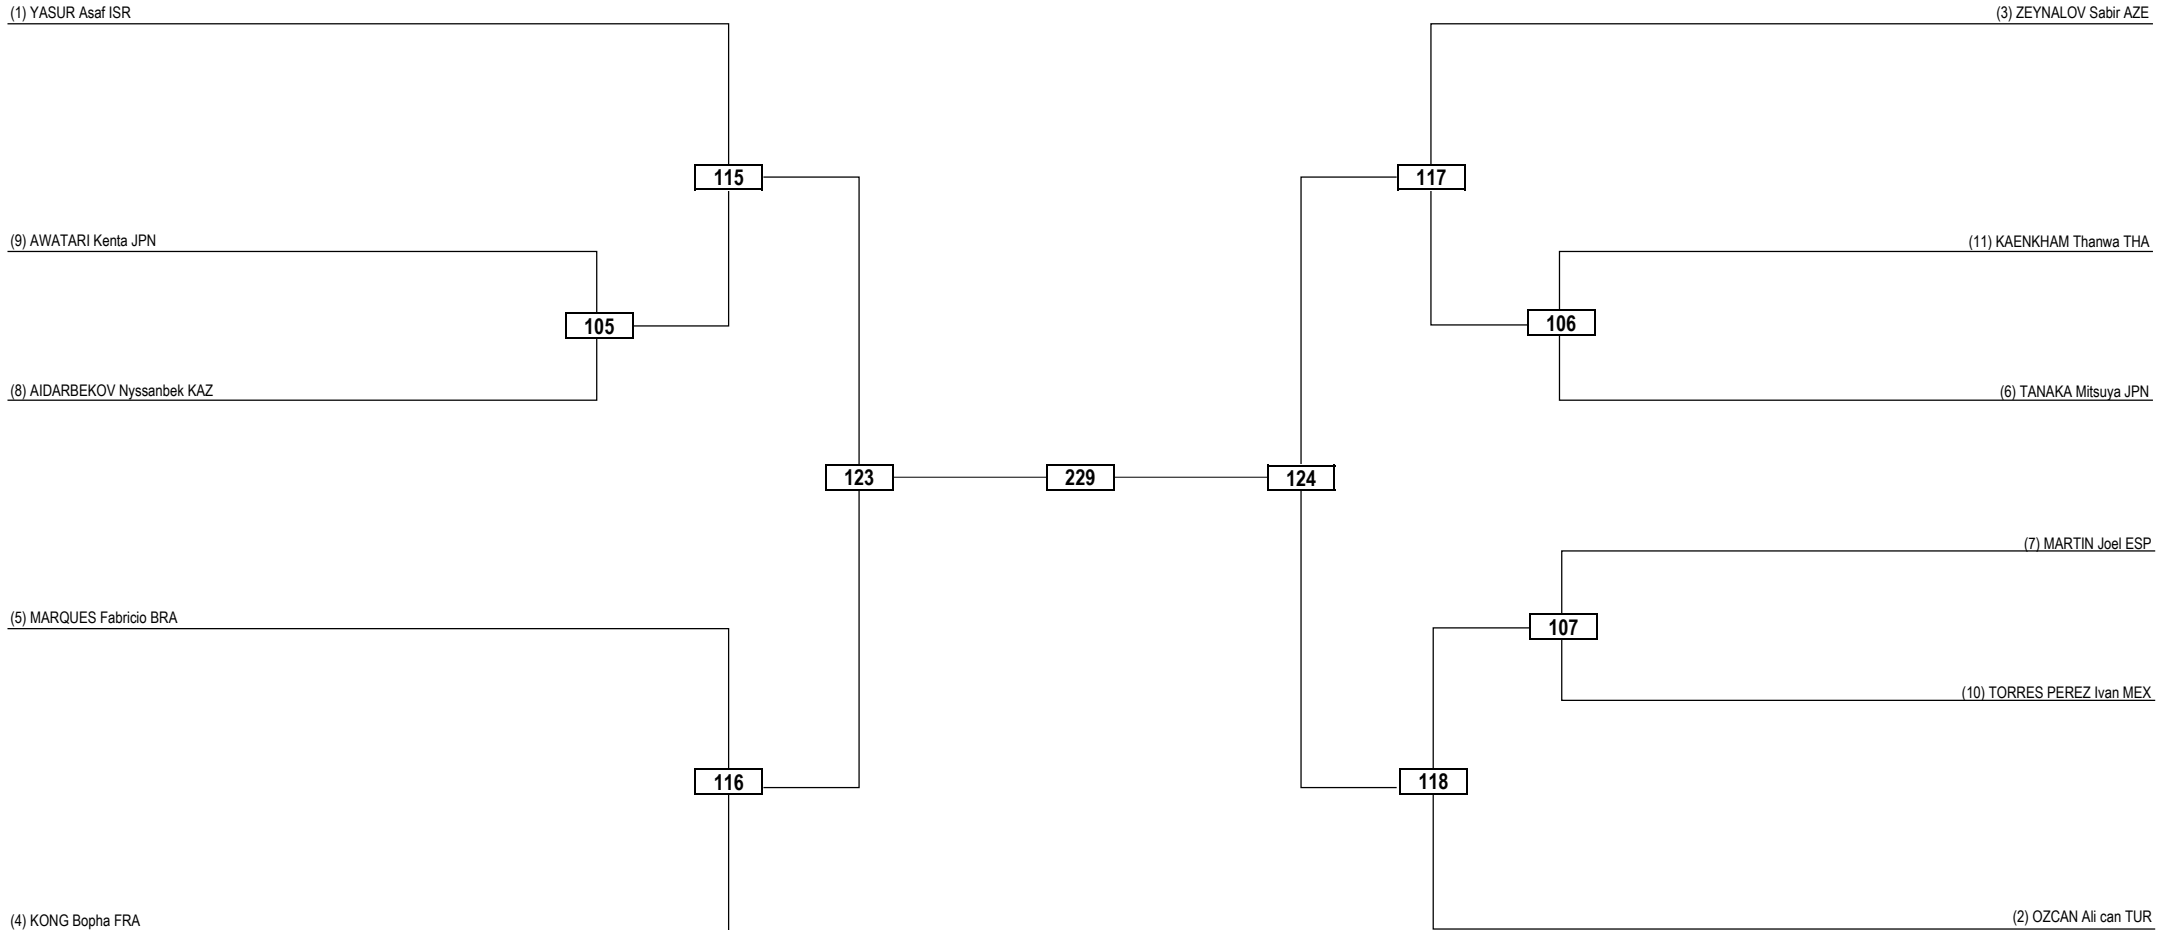 (1) YASUR Asaf ISR
(3) ZEYNALOV Sabir AZE
115
117
(9) AWATARI Kenta JPN
(11) KAENKHAM Thanwa THA
105
106
(8) AIDARBEKOV Nyssanbek KAZ
(6) TANAKA Mitsuya JPN
123
229
124
(7) MARTIN Joel ESP
(5) MARQUES Fabricio BRA
107
(10) TORRES PEREZ Ivan MEX
116
118
(4) KONG Bopha FRA
(2) OZCAN Ali can TUR